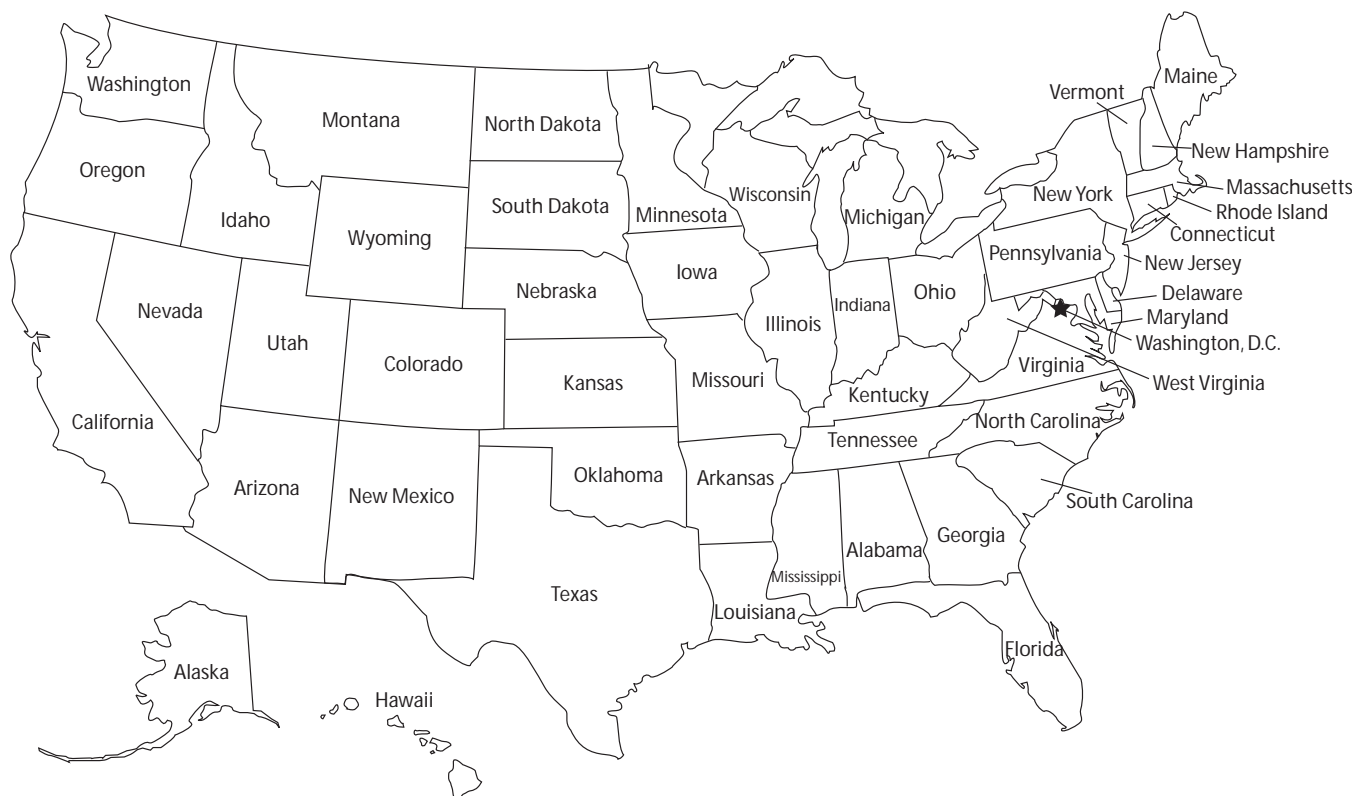 Maine
Washington
Vermont
Montana
North Dakota
New Hampshire
Oregon
Massachusetts
Wisconsin
New York
South Dakota
Rhode Island
Minnesota
Michigan
Idaho
Connecticut
Wyoming
Pennsylvania
New Jersey
Iowa
Nebraska
Ohio
Delaware
Indiana
Nevada
Maryland
Illinois
Utah
Washington, D.C.
Colorado
Virginia
Missouri
Kansas
West Virginia
Kentucky
California
North Carolina
Tennessee
Oklahoma
Arkansas
Arizona
New Mexico
South Carolina
Georgia
Alabama
Mississippi
Texas
Louisiana
Florida
Alaska
Hawaii